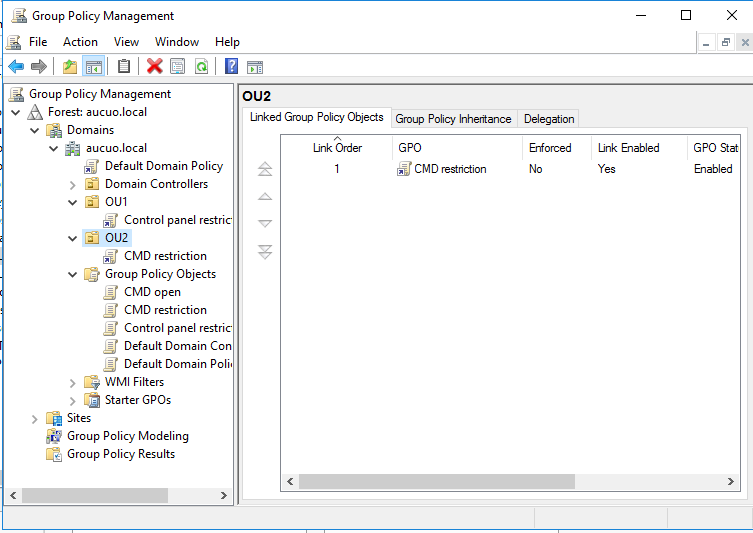 Group Policy Management
File Action View Window Help
Group Policy Management
Forest: aucuo.local
Domains
aucuo.local
Default Domain Policy
Domain Controllers
OU1
Control panel restric
OU2
CMD restriction
Group Policy Objects
CMD open
CMD restriction
Control panel restric
Default Domain Con
Default Domain Poli
WMI Filters
Starter GPOs
Sites
Group Policy Modeling
Group Policy Results
OU2
Linked Group Policy Objects Group Policy Inheritance Delegation
Link Order GPO Enforced Link Enabled GPO Stat
1 CMD restriction No Yes Enabled